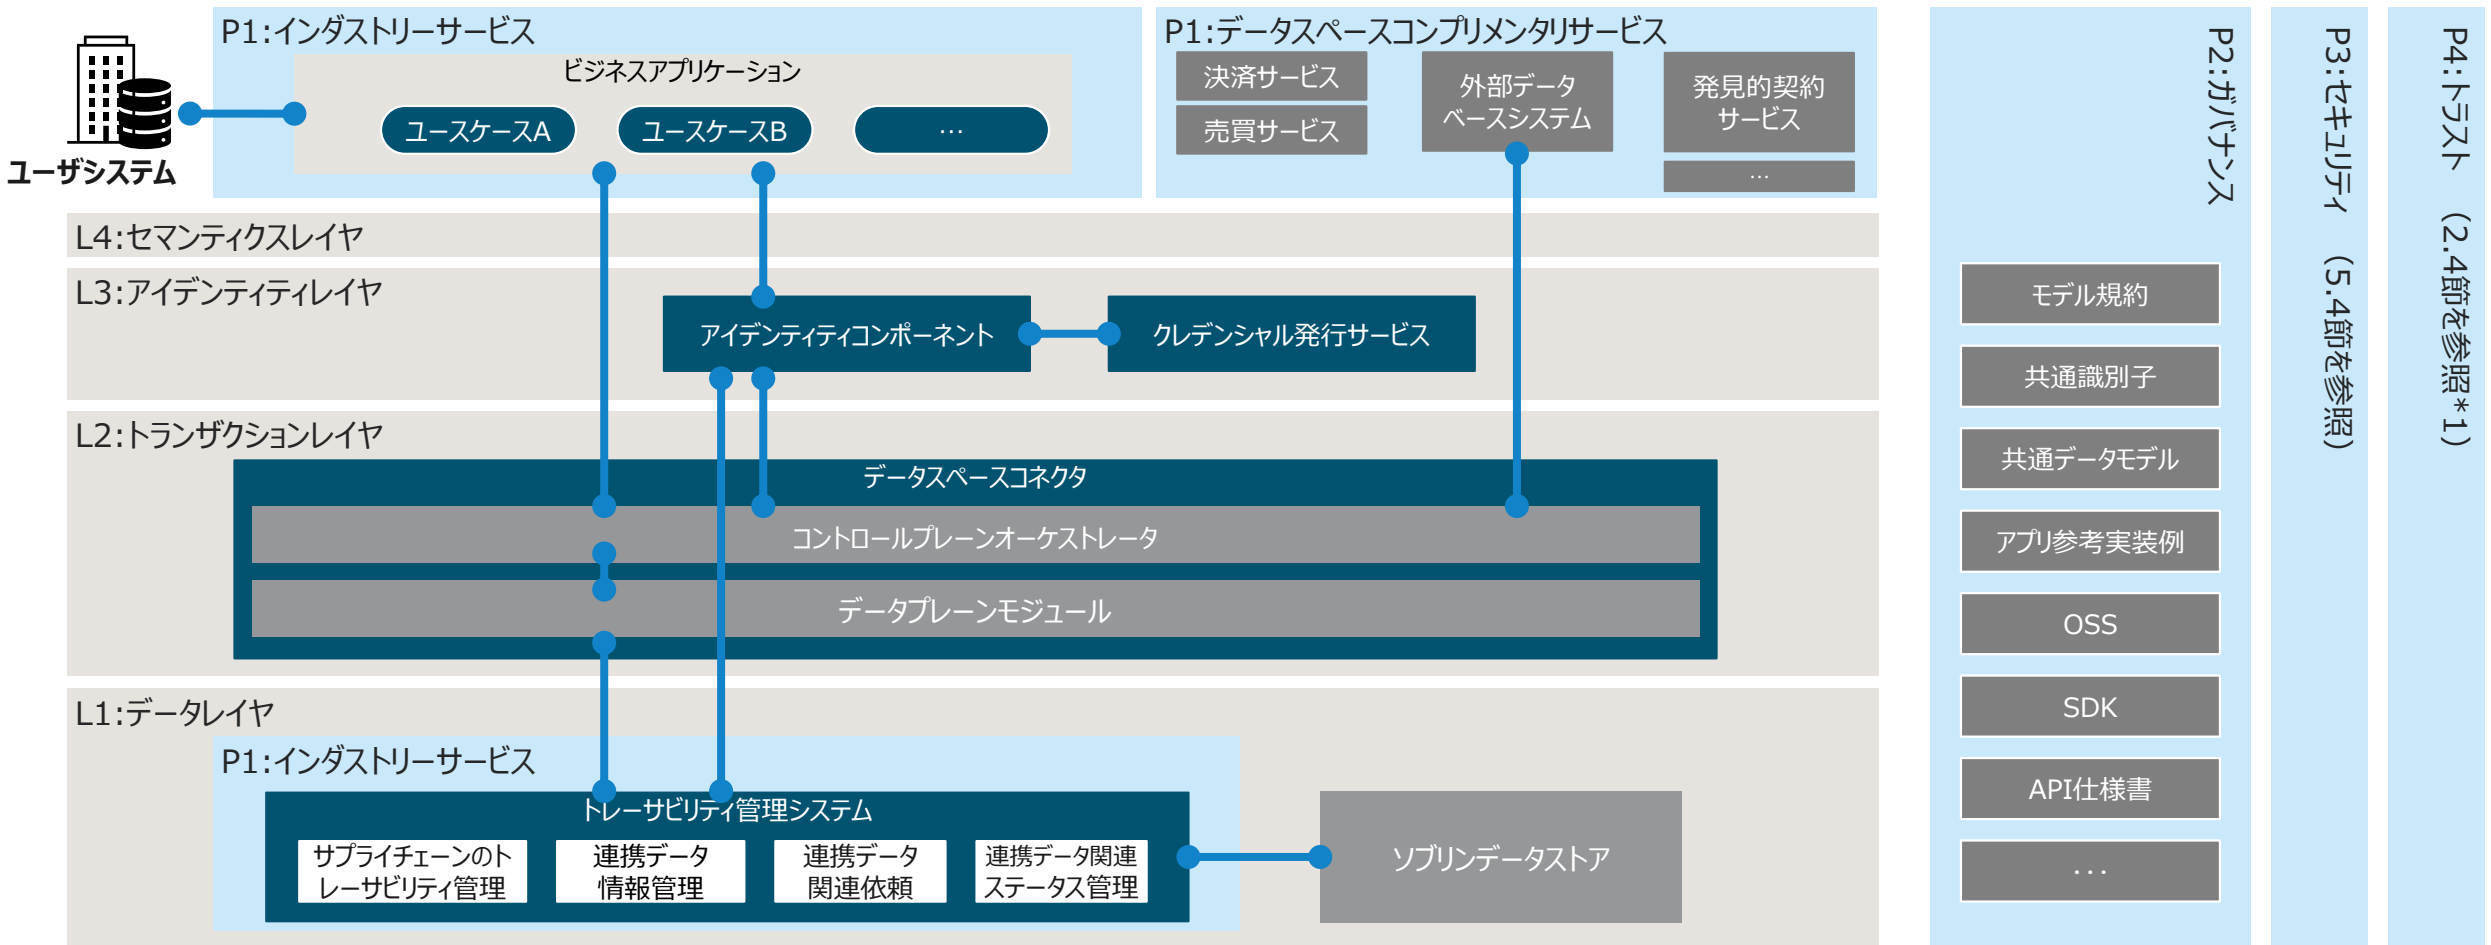 ユーザシステム
P1:インダストリーサービス
ビジネスアプリケーション
ユースケースA
ユースケースB
…
P1:データスペースコンプリメンタリサービス
決済サービス
売買サービス
外部データ
ベースシステム
発見的契約
サービス
…
L4:セマンティクスレイヤ
L3:アイデンティティレイヤ
アイデンティティコンポーネント
クレデンシャル発行サービス
L2:トランザクションレイヤ
データスペースコネクタ
コントロールプレーンオーケストレータ
データプレーンモジュール
L1:データレイヤ
P1:インダストリーサービス
トレーサビリティ管理システム
サプライチェーンのト
レーサビリティ管理
連携データ
情報管理
連携データ
関連依頼
連携データ関連
ステータス管理
ソブリンデータストア
P2:ガバナンス
モデル規約
共通識別子
共通データモデル
アプリ参考実装例
OSS
SDK
API仕様書
...
P3:セキュリティ （5.4節を参照）
P4:トラスト （2.4節を参照*1）